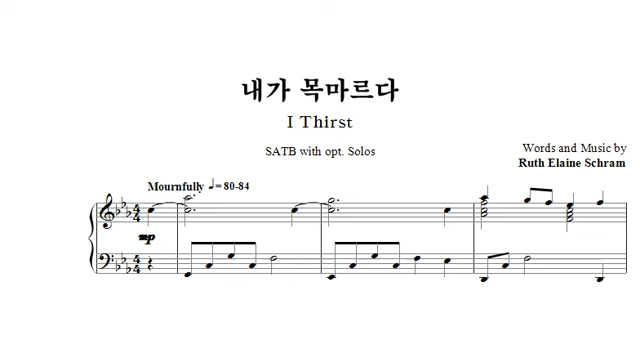 내가 목마르다
I Thirst
SATB with opt. Solos
Words and Music by
Ruth Elaine Schram
Mournfully ♩= 80-84
mp